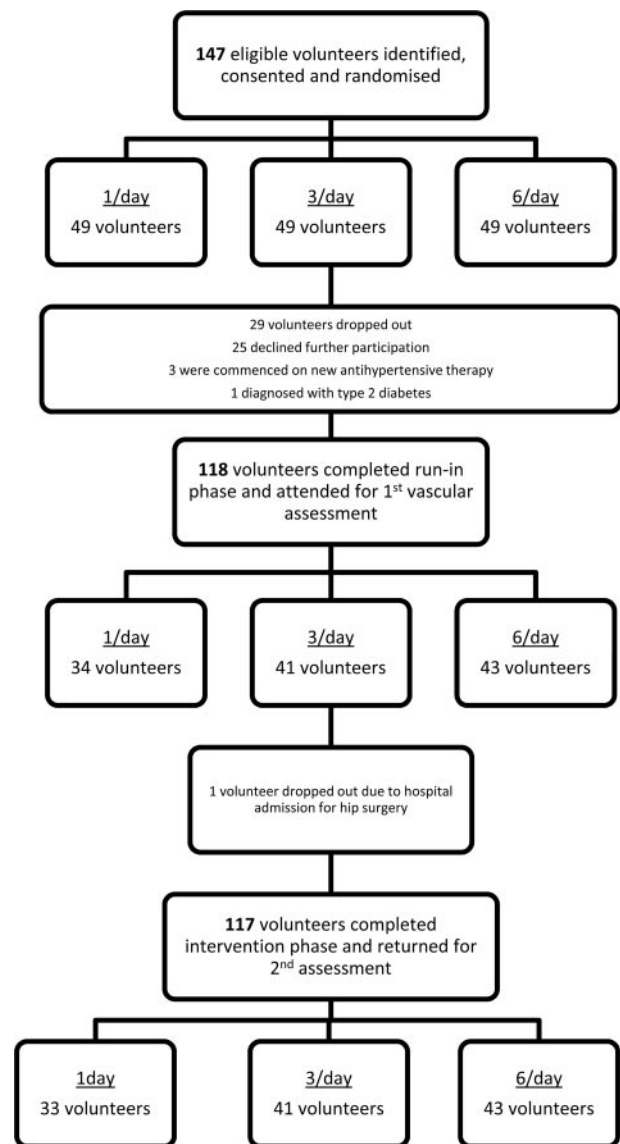 147 eligible volunteers identified,
consented and randomised
1/day
49 volunteers
3/day
49 volunteers
6/day
49 volunteers
29 volunteers dropped out
25 declined further participation
3 were commenced on new antihypertensive therapy
1 diagnosed with type 2 diabetes
118 volunteers completed run-in
phase and attended for 1st vascular
assessment
1/day
34 volunteers
3/day
41 volunteers
6/day
43 volunteers
1 volunteer dropped out due to hospital
admission for hip surgery
117 volunteers completed
intervention phase and returned for
2nd assessment
1day
33 volunteers
3/day
41 volunteers
6/day
43 volunteers